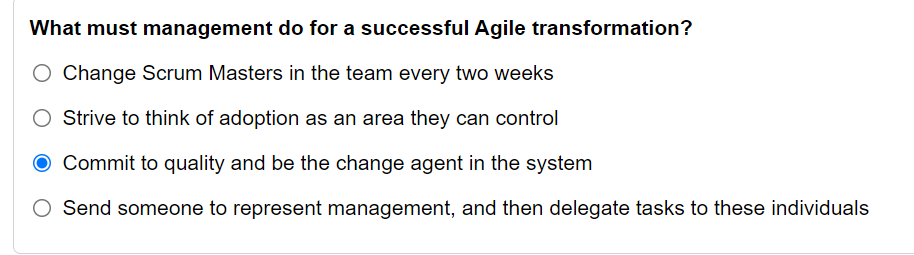 What must management do for a successful Agile transformation?
Change Scrum Masters in the team every two weeks
Strive to think of adoption as an area they can control
Commit to quality and be the change agent in the system
Send someone to represent management, and then delegate tasks to these individuals